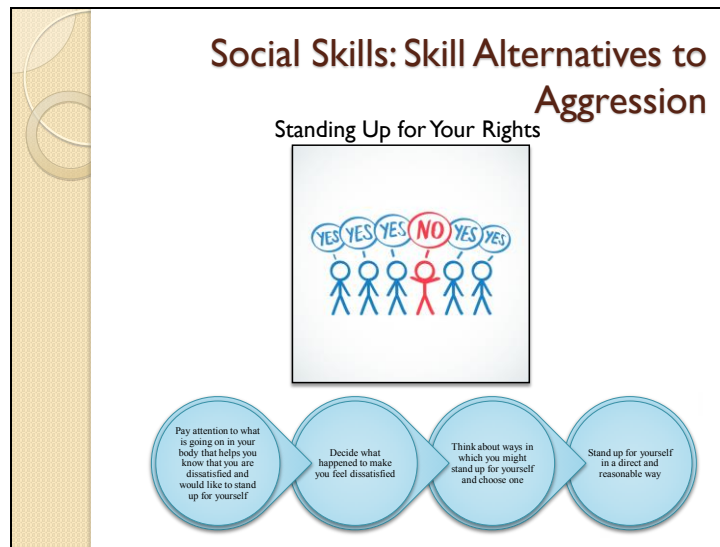 Social Skills: Skill Alternatives to
Aggression
Standing Up for Your Rights
YES YES YES NO YES YES
Pay attention to what
is going on in your
body that helps you
know that you are
dissatisfied and
would like to stand
up for yourself
Decide what
happened to make
you feel dissatisfied
Think about ways in
which you might
stand up for yourself
and choose one
Stand up for yourself
in a direct and
reasonable way